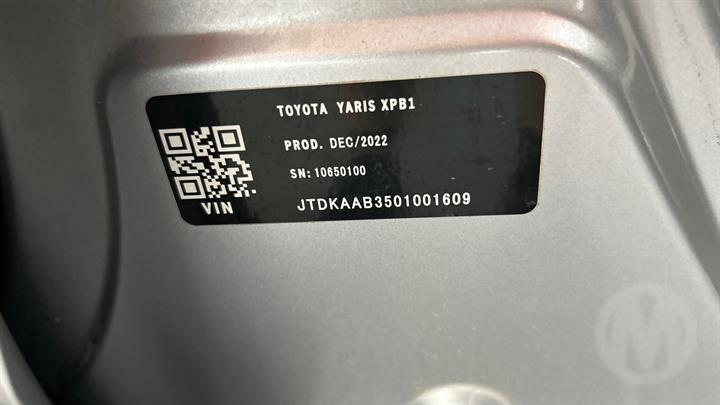 TOYOTA YARIS XPB1
PROD. DEC/2022
SN: 10650100
VIN
JTDKAAB3501001609
M